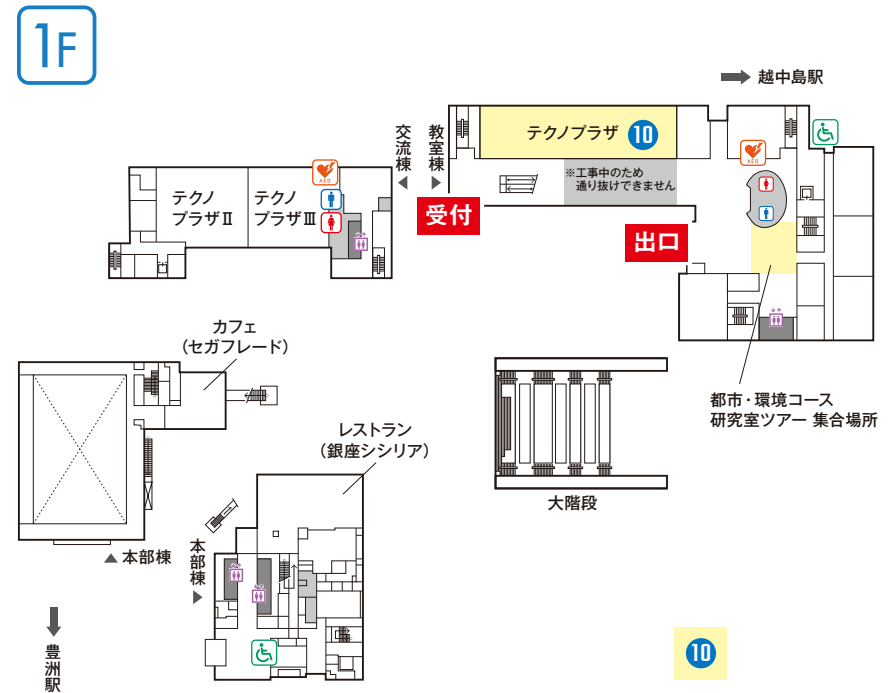 1F
越中島駅
交流棟
教室棟
テクノプラザ 10
※工事中のため
通り抜けできません
AED
AED
テクノ
プラザⅡ
テクノ
プラザⅢ
受付
出口
カフェ
（セガフレード）
都市・環境コース
研究室ツアー 集合場所
レストラン
（銀座シシリア）
大階段
本部棟
本部棟
豊洲駅
10